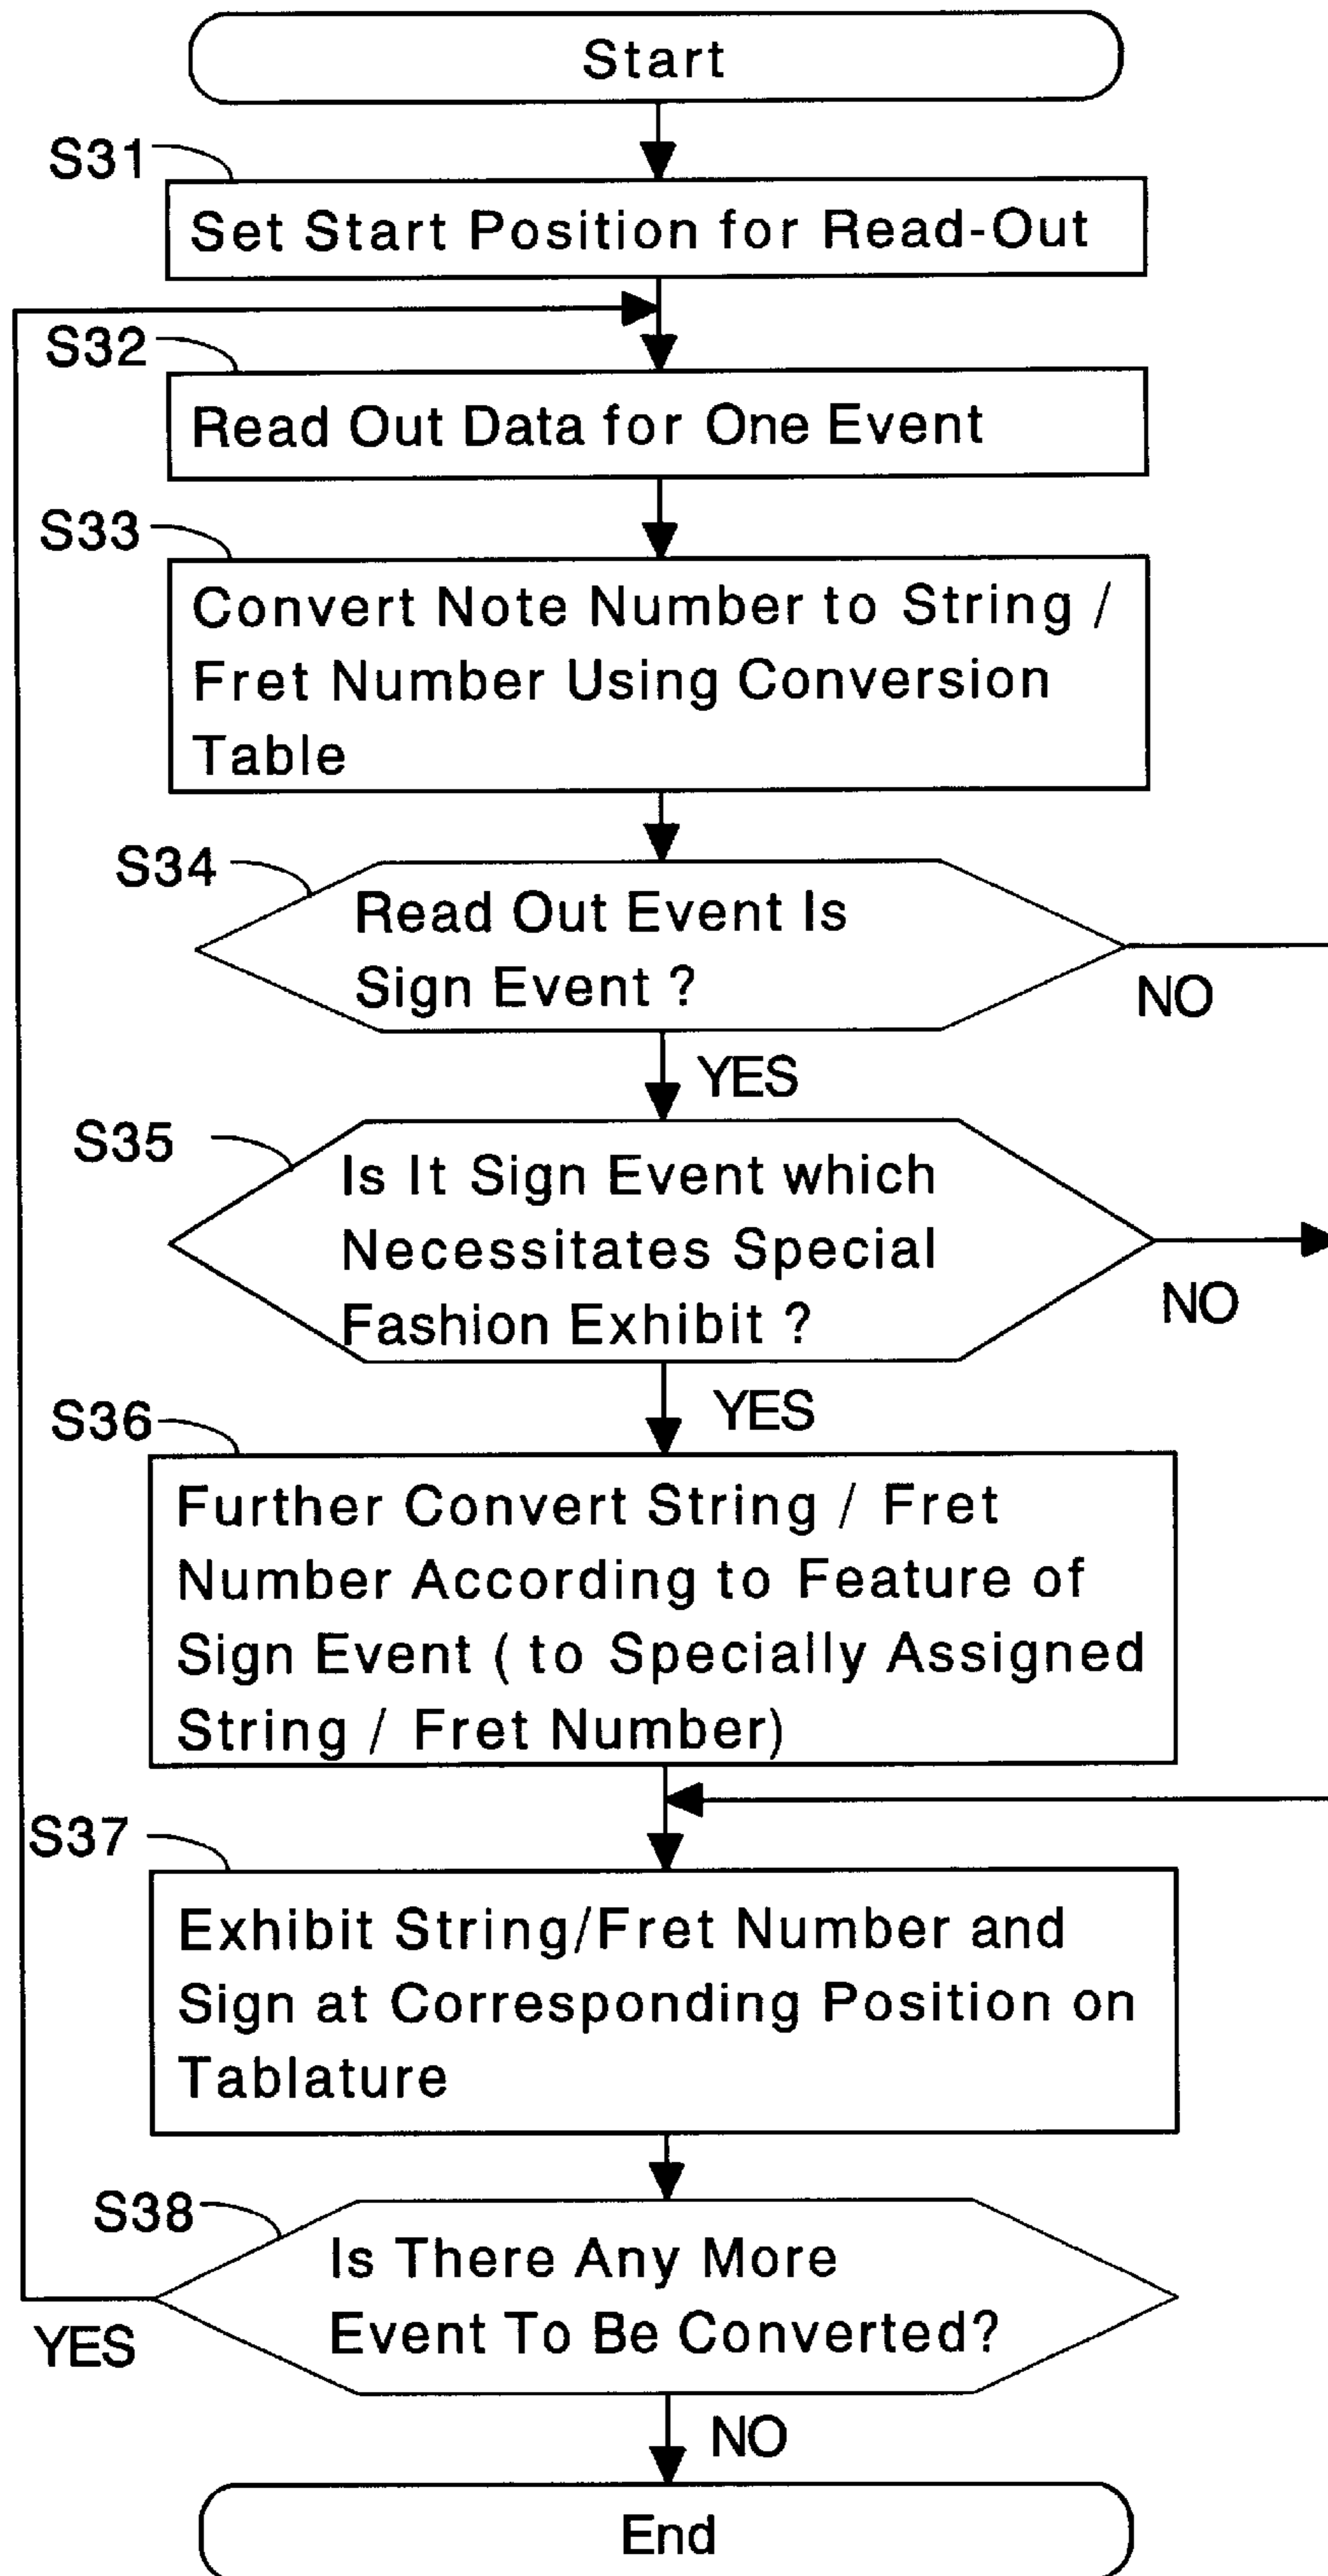 Start
S31
Set Start Position for Read-Out
S32
Read Out Data for One Event
S33
Convert Note Number to String /
Fret Number Using Conversion
Table
S34
Read Out Event Is
Sign Event ?
NO
YES
S35
Is It Sign Event which
Necessitates Special
Fashion Exhibit ?
NO
YES
S36
Further Convert String / Fret
Number According to Feature of
Sign Event ( to Specially Assigned
String / Fret Number)
S37
Exhibit String/Fret Number and
Sign at Corresponding Position on
Tablature
S38
Is There Any More
Event To Be Converted?
YES
NO
End